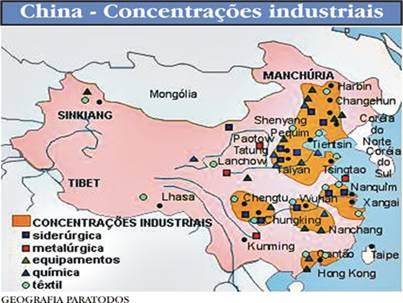 China - Concentrações industriais
MANCHÚRIA
Harbin
Changehun
Mongólia
SINKIANG
Shenyang
Coréia do Norte
Coréia do Sul
Paotow
Pequim
Tatung
Tientsin
Lanchow
Taiyan
Tsingtao
TIBET
Nanquim
Lhasa
Chengtu
Wuhan
Xangai
Chungking
Nanchang
Kunming
Cantão
Taipe
Hong Kong
CONCENTRAÇÕES INDUSTRIAIS
siderúrgica
metalúrgica
equipamentos
química
têxtil
GEOGRAFIA PARATODOS